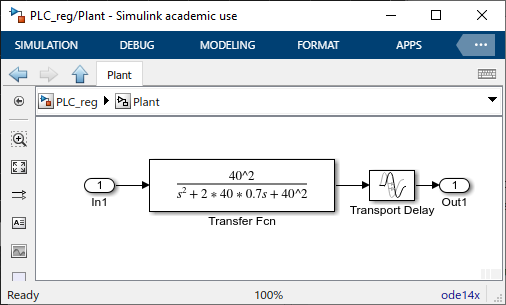 PLC_reg/Plant - Simulink academic use
SIMULATION DEBUG MODELING FORMAT APPS
Plant
PLC_reg Plant
40^2
s² + 2 * 40 * 0.7s + 40^2
1
In1
Transfer Fcn
Transport Delay
1
Out1
Ready 100% ode14x